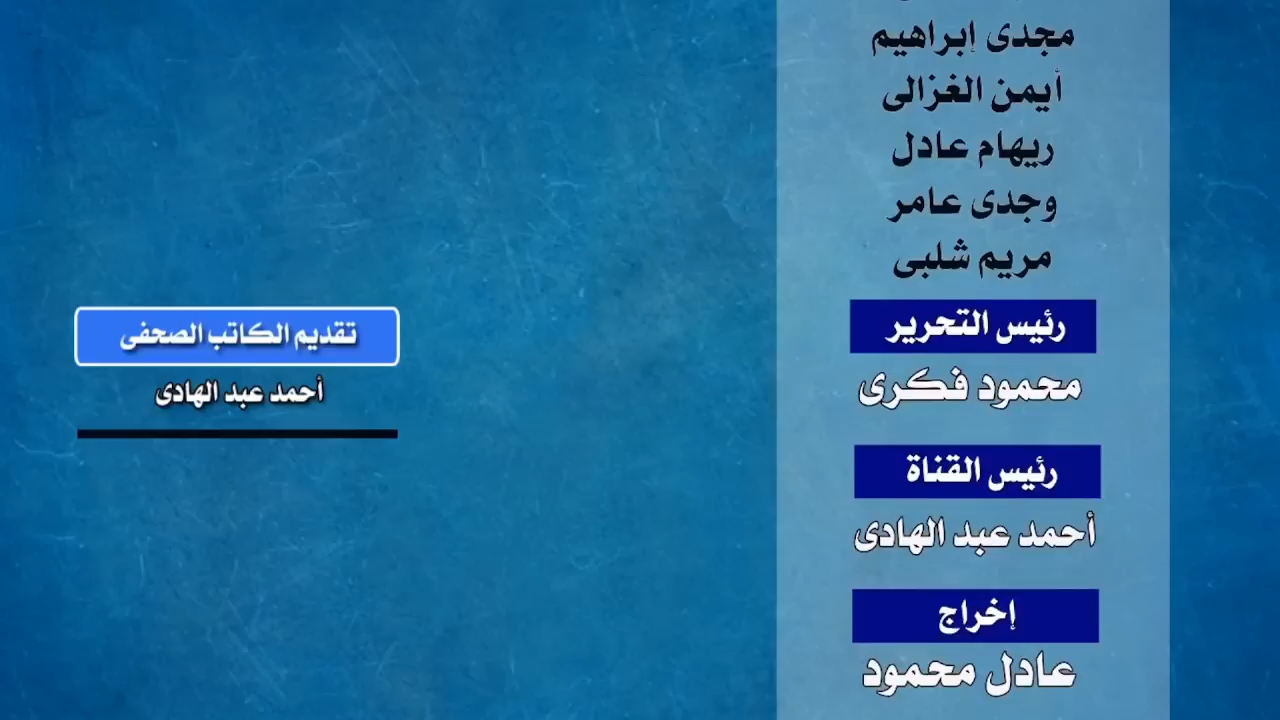 مجدى إبراهيم
أيمن الغزالى
ريهام عادل
وجدى عامر
مريم شلبى
رئيس التحرير
محمود فكرى
رئيس القناة
أحمد عبد الهادى
إخراج
عادل محمود
تقديم الكاتب الصحفى
أحمد عبد الهادى